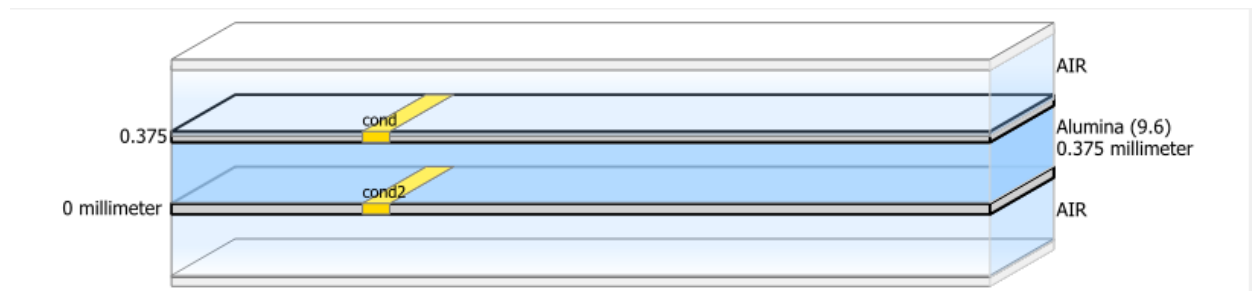 AIR
cond
0.375
Alumina (9.6)
0.375 millimeter
cond2
0 millimeter
AIR